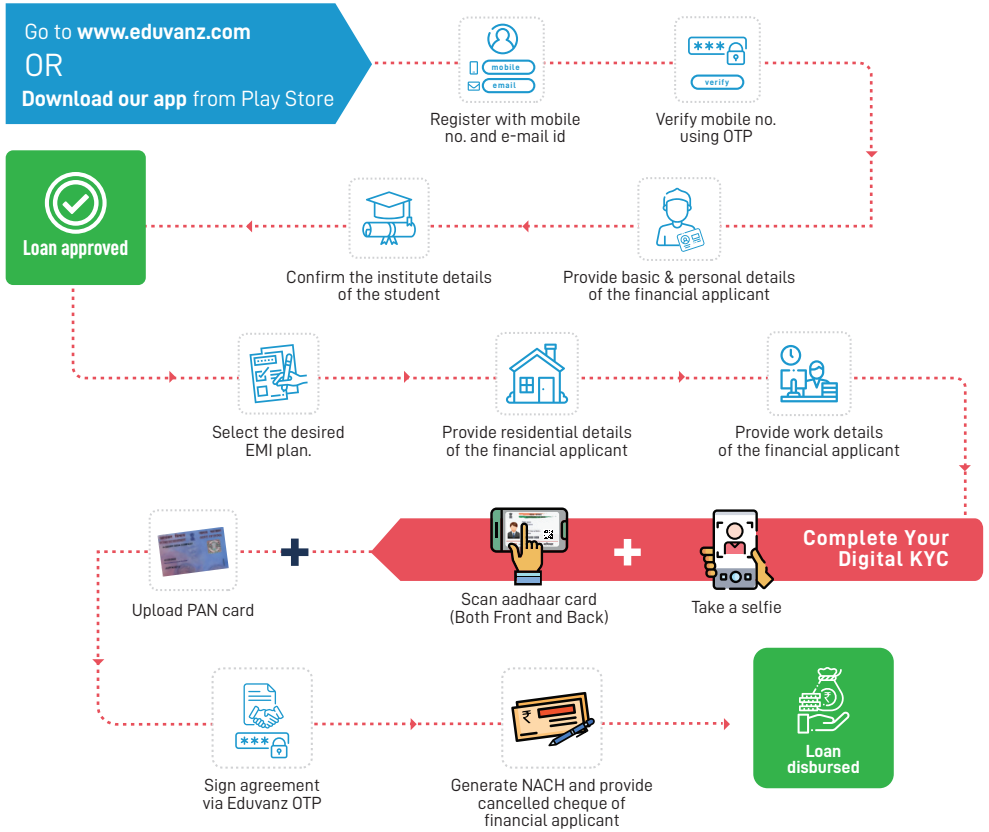 Go to www.eduvanz.com
OR
Download our app from Play Store
mobile
email
Register with mobile
no. and e-mail id
***
verify
Verify mobile no.
using OTP
Provide basic & personal details
of the financial applicant
Confirm the institute details
of the student
Loan approved
Select the desired
EMI plan.
Provide residential details
of the financial applicant
Provide work details
of the financial applicant
Complete Your
Digital KYC
Take a selfie
+
Scan aadhaar card
(Both Front and Back)
+
Upload PAN card
***
Sign agreement
via Eduvanz OTP
₹
Generate NACH and provide
cancelled cheque of
financial applicant
₹
Loan
disbursed